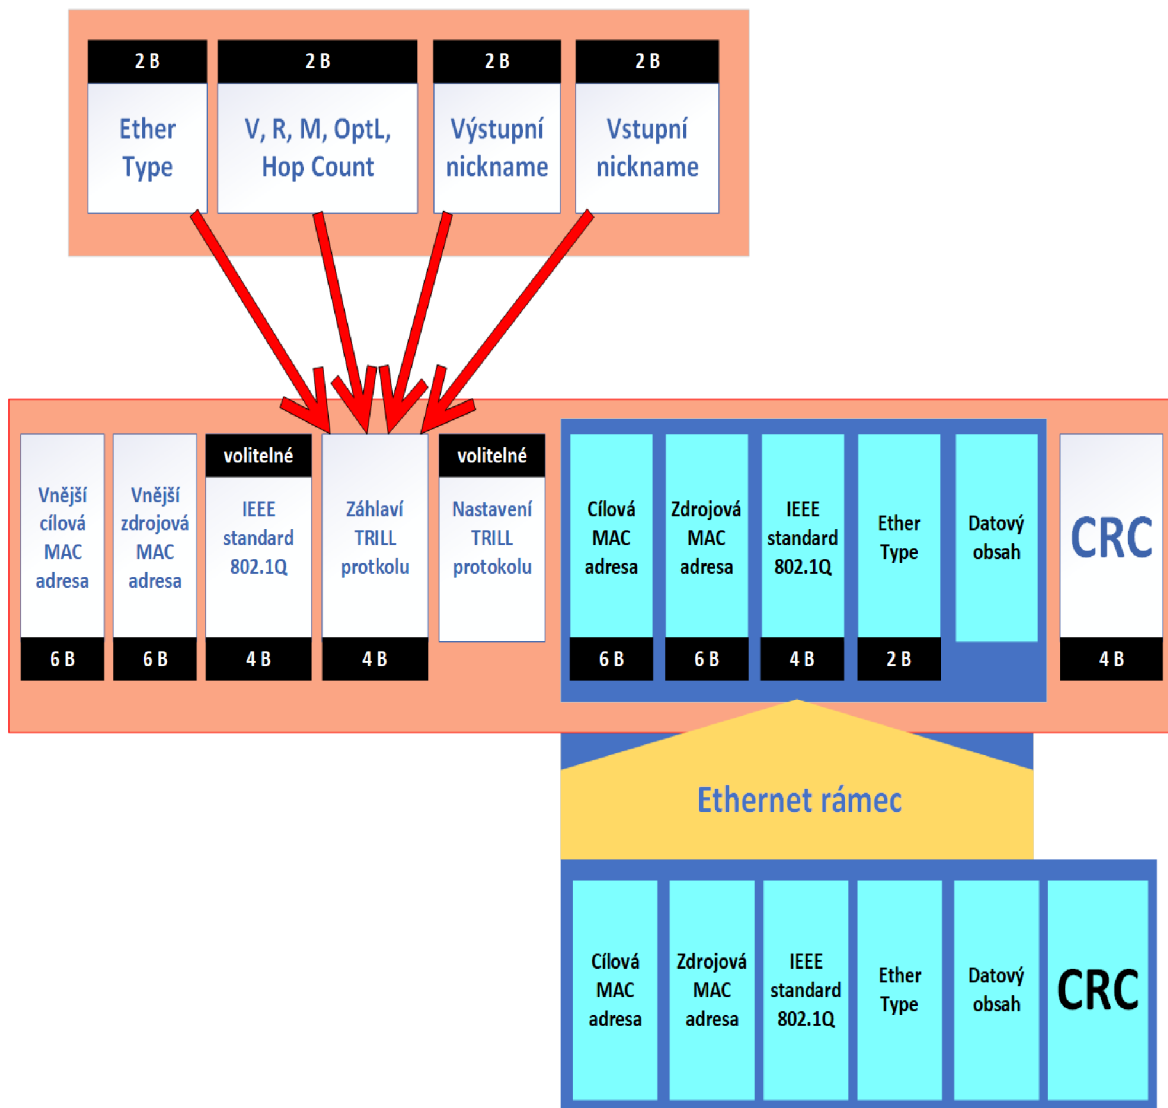 2 B
2 B
2 B
2 B
Ether
Type
V, R, M, OptL,
Hop Count
Výstupní
nickname
Vstupní
nickname
Vnější
cílová
MAC
adresa
6 B
Vnější
zdrojová
MAC
adresa
6 B
volitelné
IEEE
standard
802.1Q
4 B
Záhlaví
TRILL
protkolu
4 B
volitelné
Nastavení
TRILL
protokolu
Cílová
MAC
adresa
6 B
Zdrojová
MAC
adresa
6 B
IEEE
standard
802.1Q
4 B
Ether
Type
2 B
Datový
obsah
CRC
4 B
Ethernet rámec
Cílová
MAC
adresa
Zdrojová
MAC
adresa
IEEE
standard
802.1Q
Ether
Type
Datový
obsah
CRC